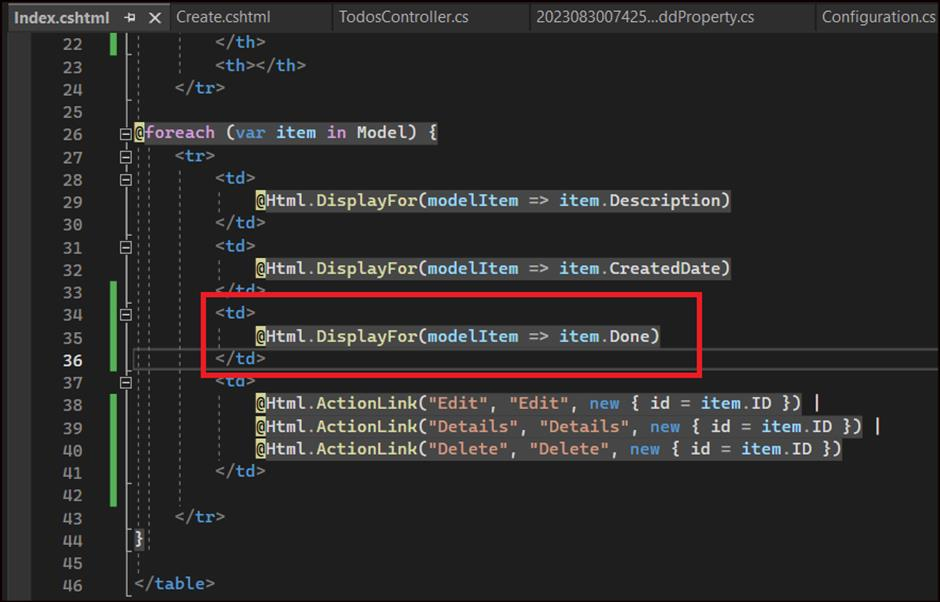 Index.cshtml Create.cshtml TodosController.cs 2023083007425...ddProperty.cs Configuration.cs
22 </th>
23 <th></th>
24 </tr>
25
26 @foreach (var item in Model) {
27 <tr>
28 <td>
29 @Html.DisplayFor(modelItem => item.Description)
30 </td>
31 <td>
32 @Html.DisplayFor(modelItem => item.CreatedDate)
33 </td>
34 <td>
35 @Html.DisplayFor(modelItem => item.Done)
36 </td>
37 <td>
38 @Html.ActionLink("Edit", "Edit", new { id = item.ID }) |
39 @Html.ActionLink("Details", "Details", new { id = item.ID }) |
40 @Html.ActionLink("Delete", "Delete", new { id = item.ID })
41 </td>
42
43 </tr>
44 }
45
46 </table>